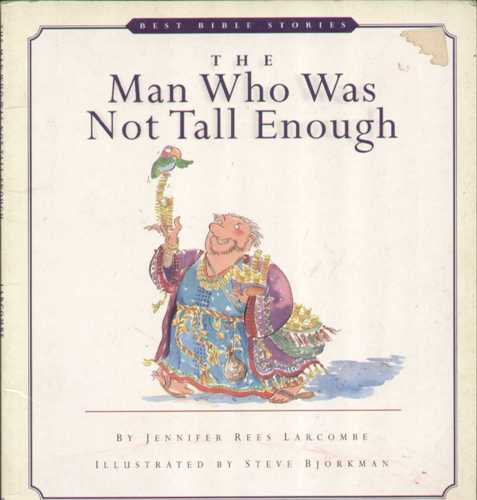 BEST BIBLE STORIES
THE
Man Who Was
Not Tall Enough
BY JENNIFER REES LARCOMBE
ILLUSTRATED BY STEVE BJORKMAN